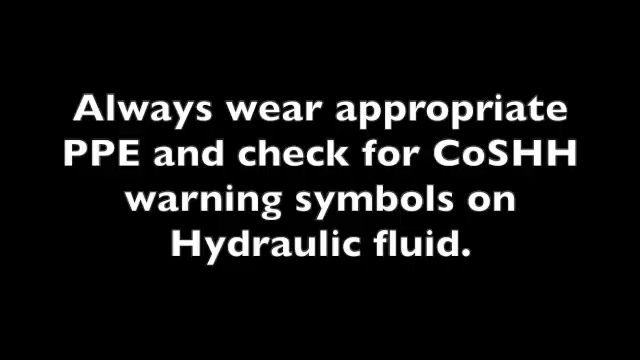 Always wear appropriate
PPE and check for CoSHH
warning symbols on
Hydraulic fluid.